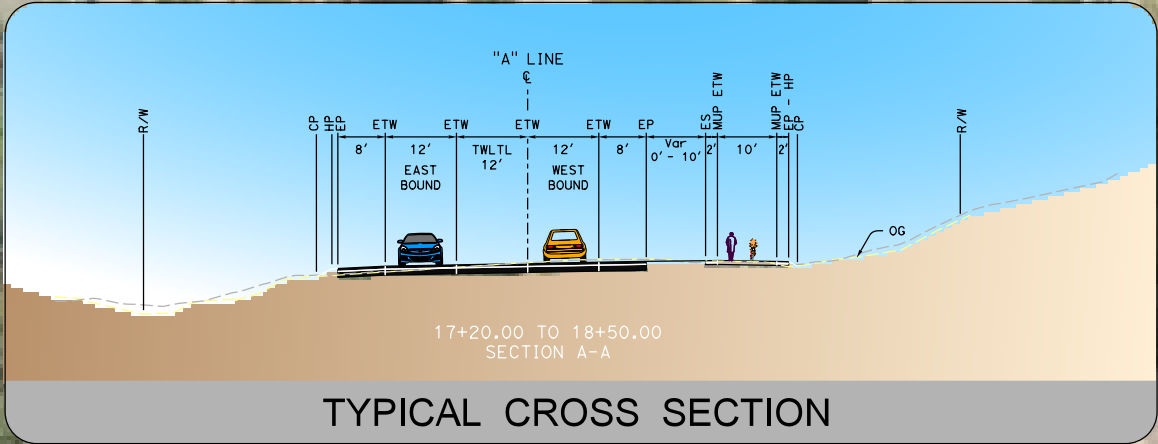 "A" LINE
℄
R/W
CP
HP
EP
ETW
ETW
ETW
ETW
EP
ES
MUP ETW
MUP ETW
EP - HP
CP
R/W
8' 12' TWLTL 12' 12' 8' Var 0' - 10' 2' 10' 2'
EAST
BOUND
WEST
BOUND
OG
17+20.00 TO 18+50.00
SECTION A-A
TYPICAL CROSS SECTION